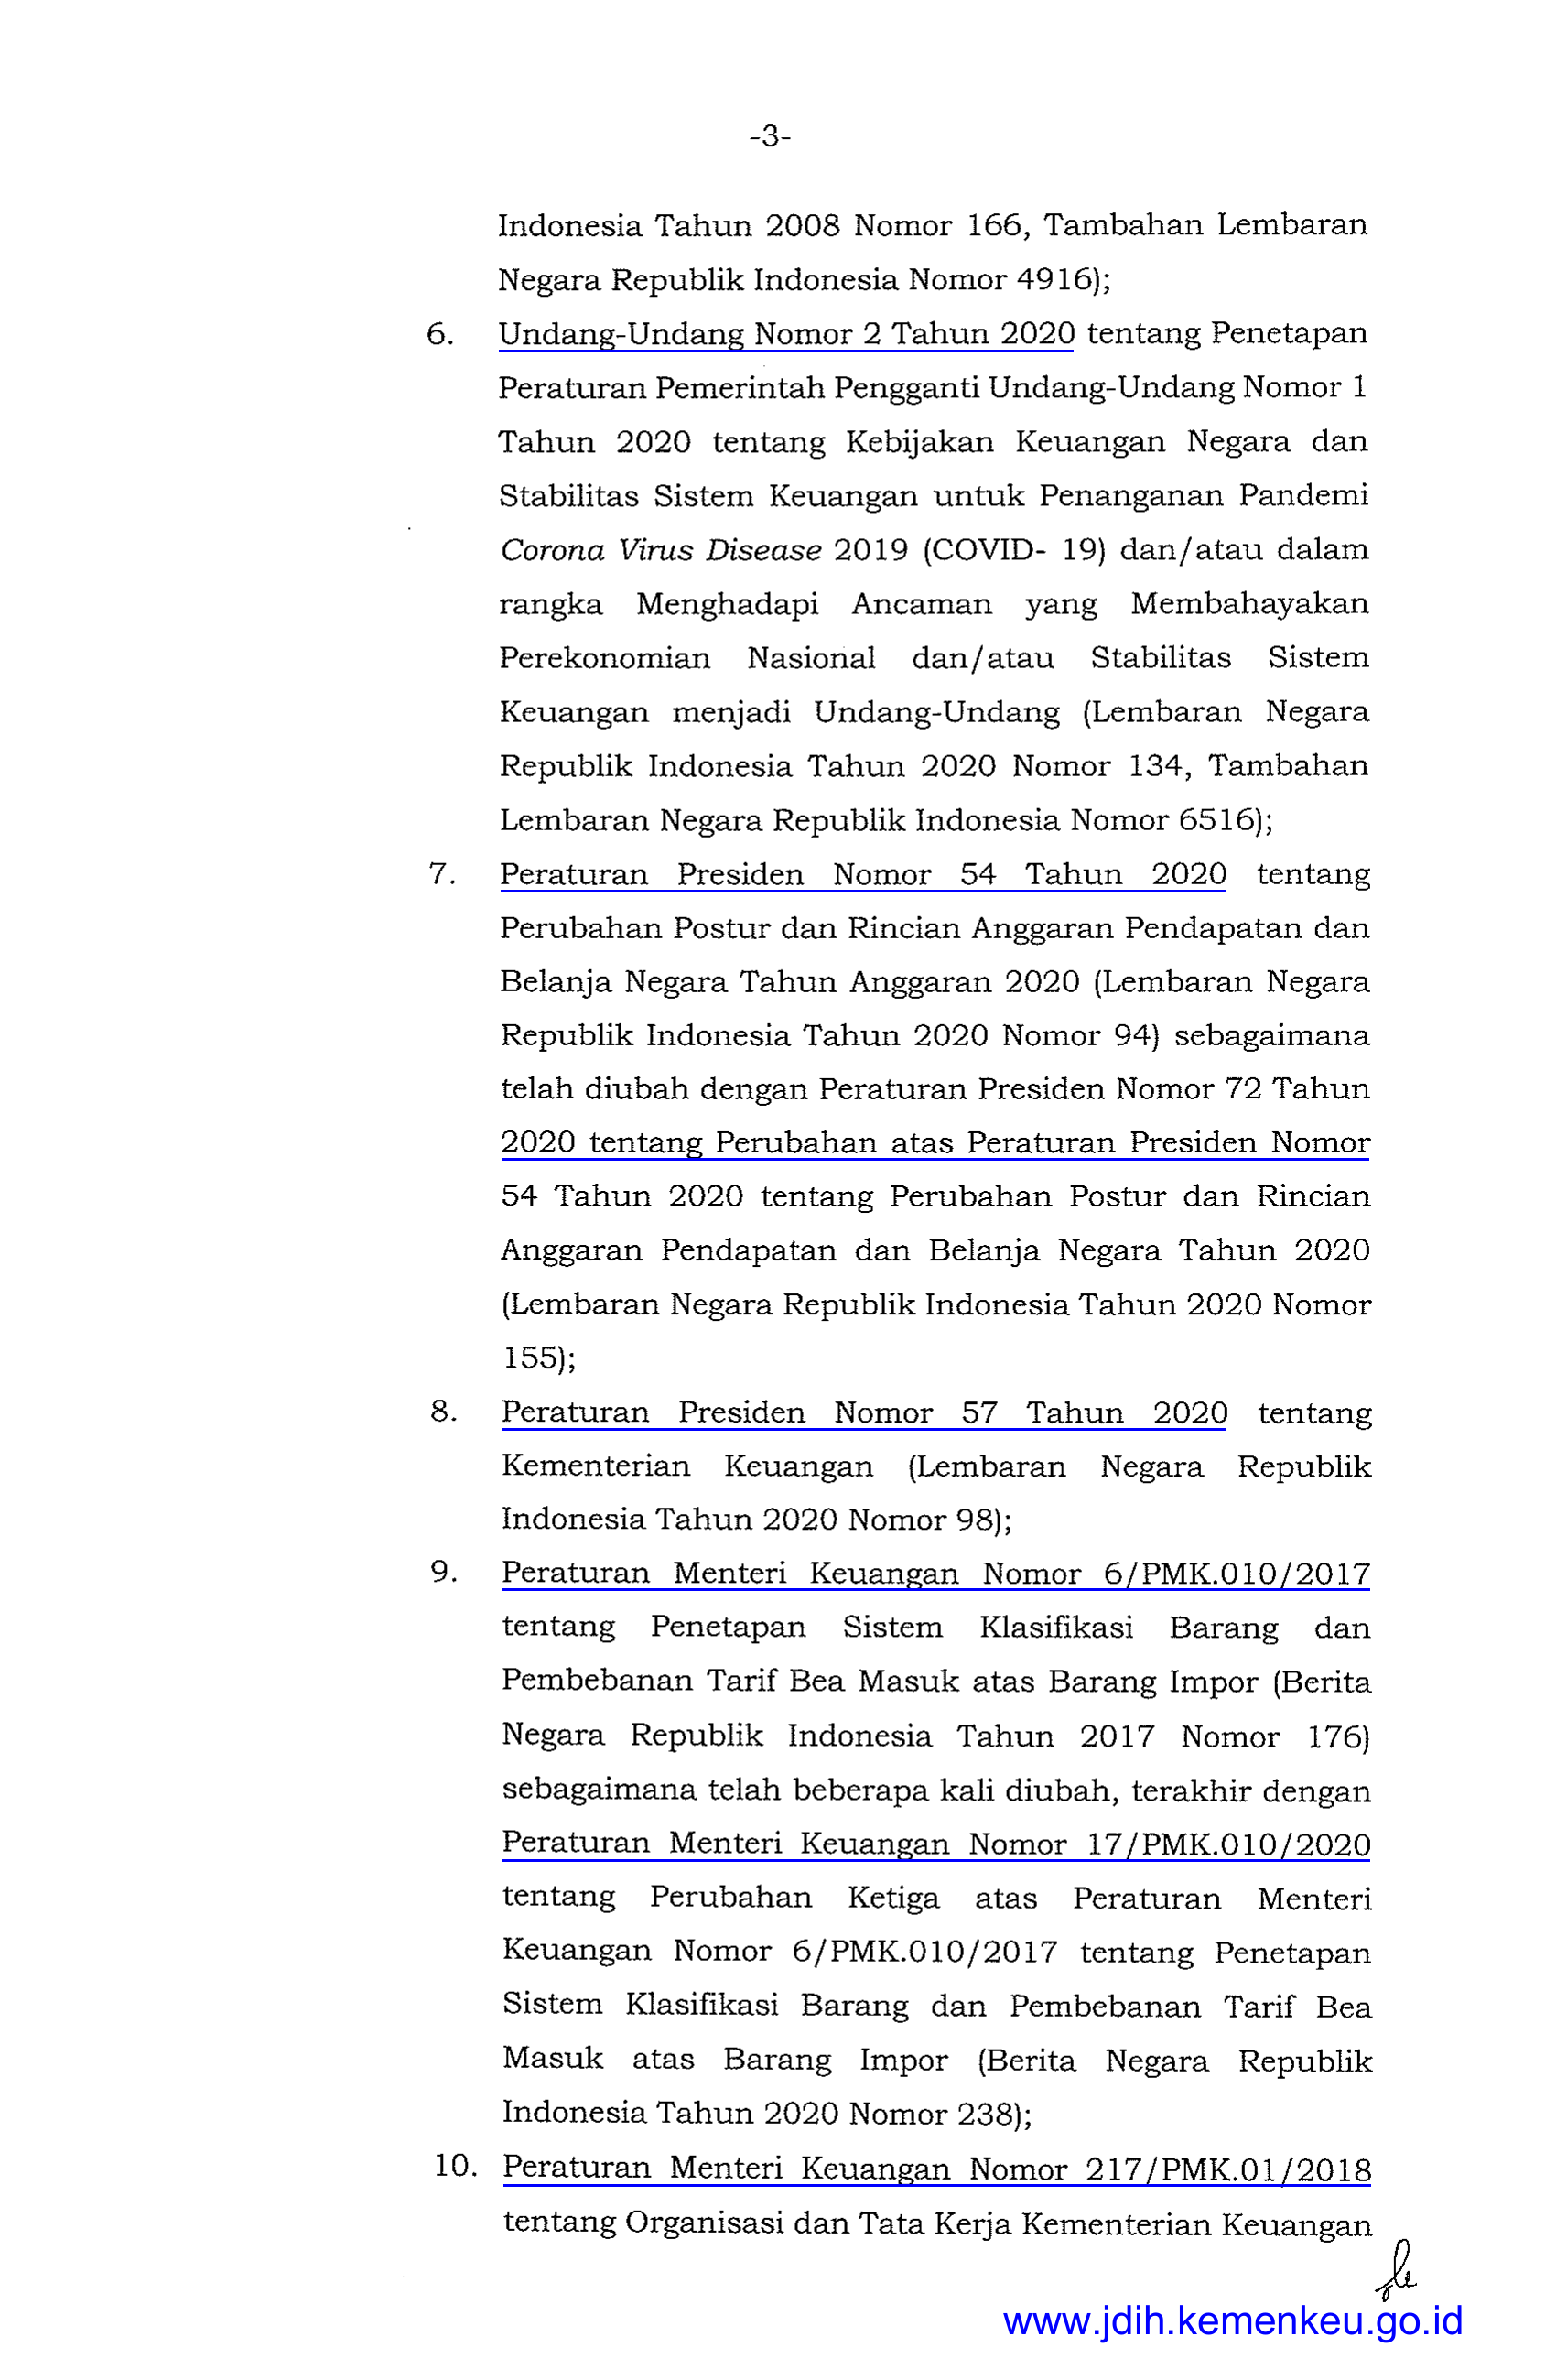 -3-
Indonesia Tahun 2008 Nomor 166, Tambahan Lembaran
Negara Republik Indonesia Nomor 4916);
6. Undang-Undang Nomor 2 Tahun 2020 tentang Penetapan
Peraturan Pemerintah Pengganti Undang-Undang Nomor 1
Tahun 2020 tentang Kebijakan Keuangan Negara dan
Stabilitas Sistem Keuangan untuk Penanganan Pandemi
Corona Virus Disease 2019 (COVID- 19) dan/atau dalam
rangka Menghadapi Ancaman yang Membahayakan
Perekonomian Nasional dan/atau Stabilitas Sistem
Keuangan menjadi Undang-Undang (Lembaran Negara
Republik Indonesia Tahun 2020 Nomor 134, Tambahan
Lembaran Negara Republik Indonesia Nomor 6516);
7. Peraturan Presiden Nomor 54 Tahun 2020 tentang
Perubahan Postur dan Rincian Anggaran Pendapatan dan
Belanja Negara Tahun Anggaran 2020 (Lembaran Negara
Republik Indonesia Tahun 2020 Nomor 94) sebagaimana
telah diubah dengan Peraturan Presiden Nomor 72 Tahun
2020 tentang Perubahan atas Peraturan Presiden Nomor
54 Tahun 2020 tentang Perubahan Postur dan Rincian
Anggaran Pendapatan dan Belanja Negara Tahun 2020
(Lembaran Negara Republik Indonesia Tahun 2020 Nomor
155);
8. Peraturan Presiden Nomor 57 Tahun 2020 tentang
Kementerian Keuangan (Lembaran Negara Republik
Indonesia Tahun 2020 Nomor 98);
9. Peraturan Menteri Keuangan Nomor 6/PMK.010/2017
tentang Penetapan Sistem Klasifikasi Barang dan
Pembebanan Tarif Bea Masuk atas Barang Impor (Berita
Negara Republik Indonesia Tahun 2017 Nomor 176)
sebagaimana telah beberapa kali diubah, terakhir dengan
Peraturan Menteri Keuangan Nomor 17/PMK.010/2020
tentang Perubahan Ketiga atas Peraturan Menteri
Keuangan Nomor 6/PMK.010/2017 tentang Penetapan
Sistem Klasifikasi Barang dan Pembebanan Tarif Bea
Masuk atas Barang Impor (Berita Negara Republik
Indonesia Tahun 2020 Nomor 238);
10. Peraturan Menteri Keuangan Nomor 217/PMK.01/2018
tentang Organisasi dan Tata Kerja Kementerian Keuangan
www.jdih.kemenkeu.go.id